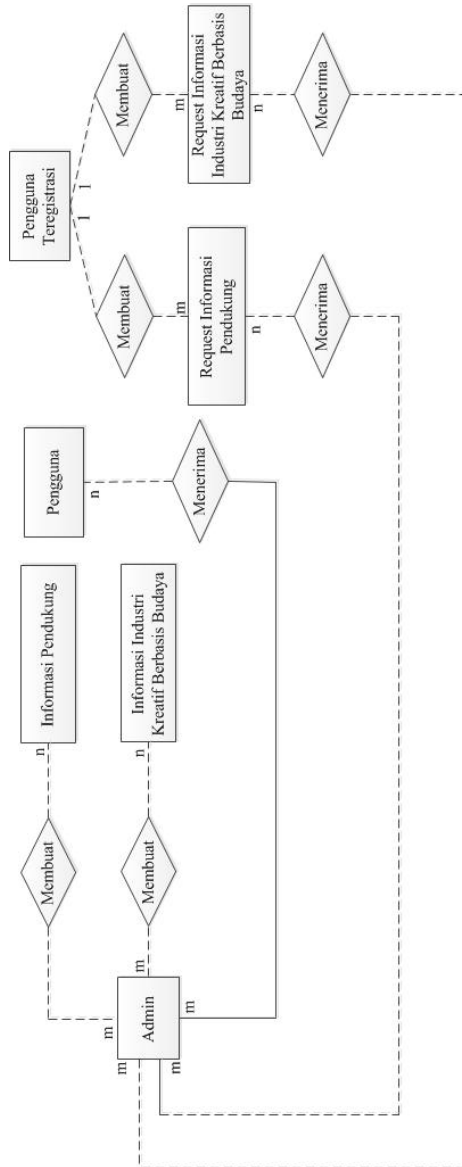 Membuat
n
Informasi Pendukung
Pengguna
n
Pengguna
Teregistrasi
1
1
m
m
Admin
m
m
m
Membuat
n
Informasi Industri
Kreatif Berbasis Budaya
Menerima
Membuat
m
Request Informasi
Pendukung
n
Menerima
Membuat
m
Request Informasi
Industri Kreatif Berbasis
Budaya
n
Menerima